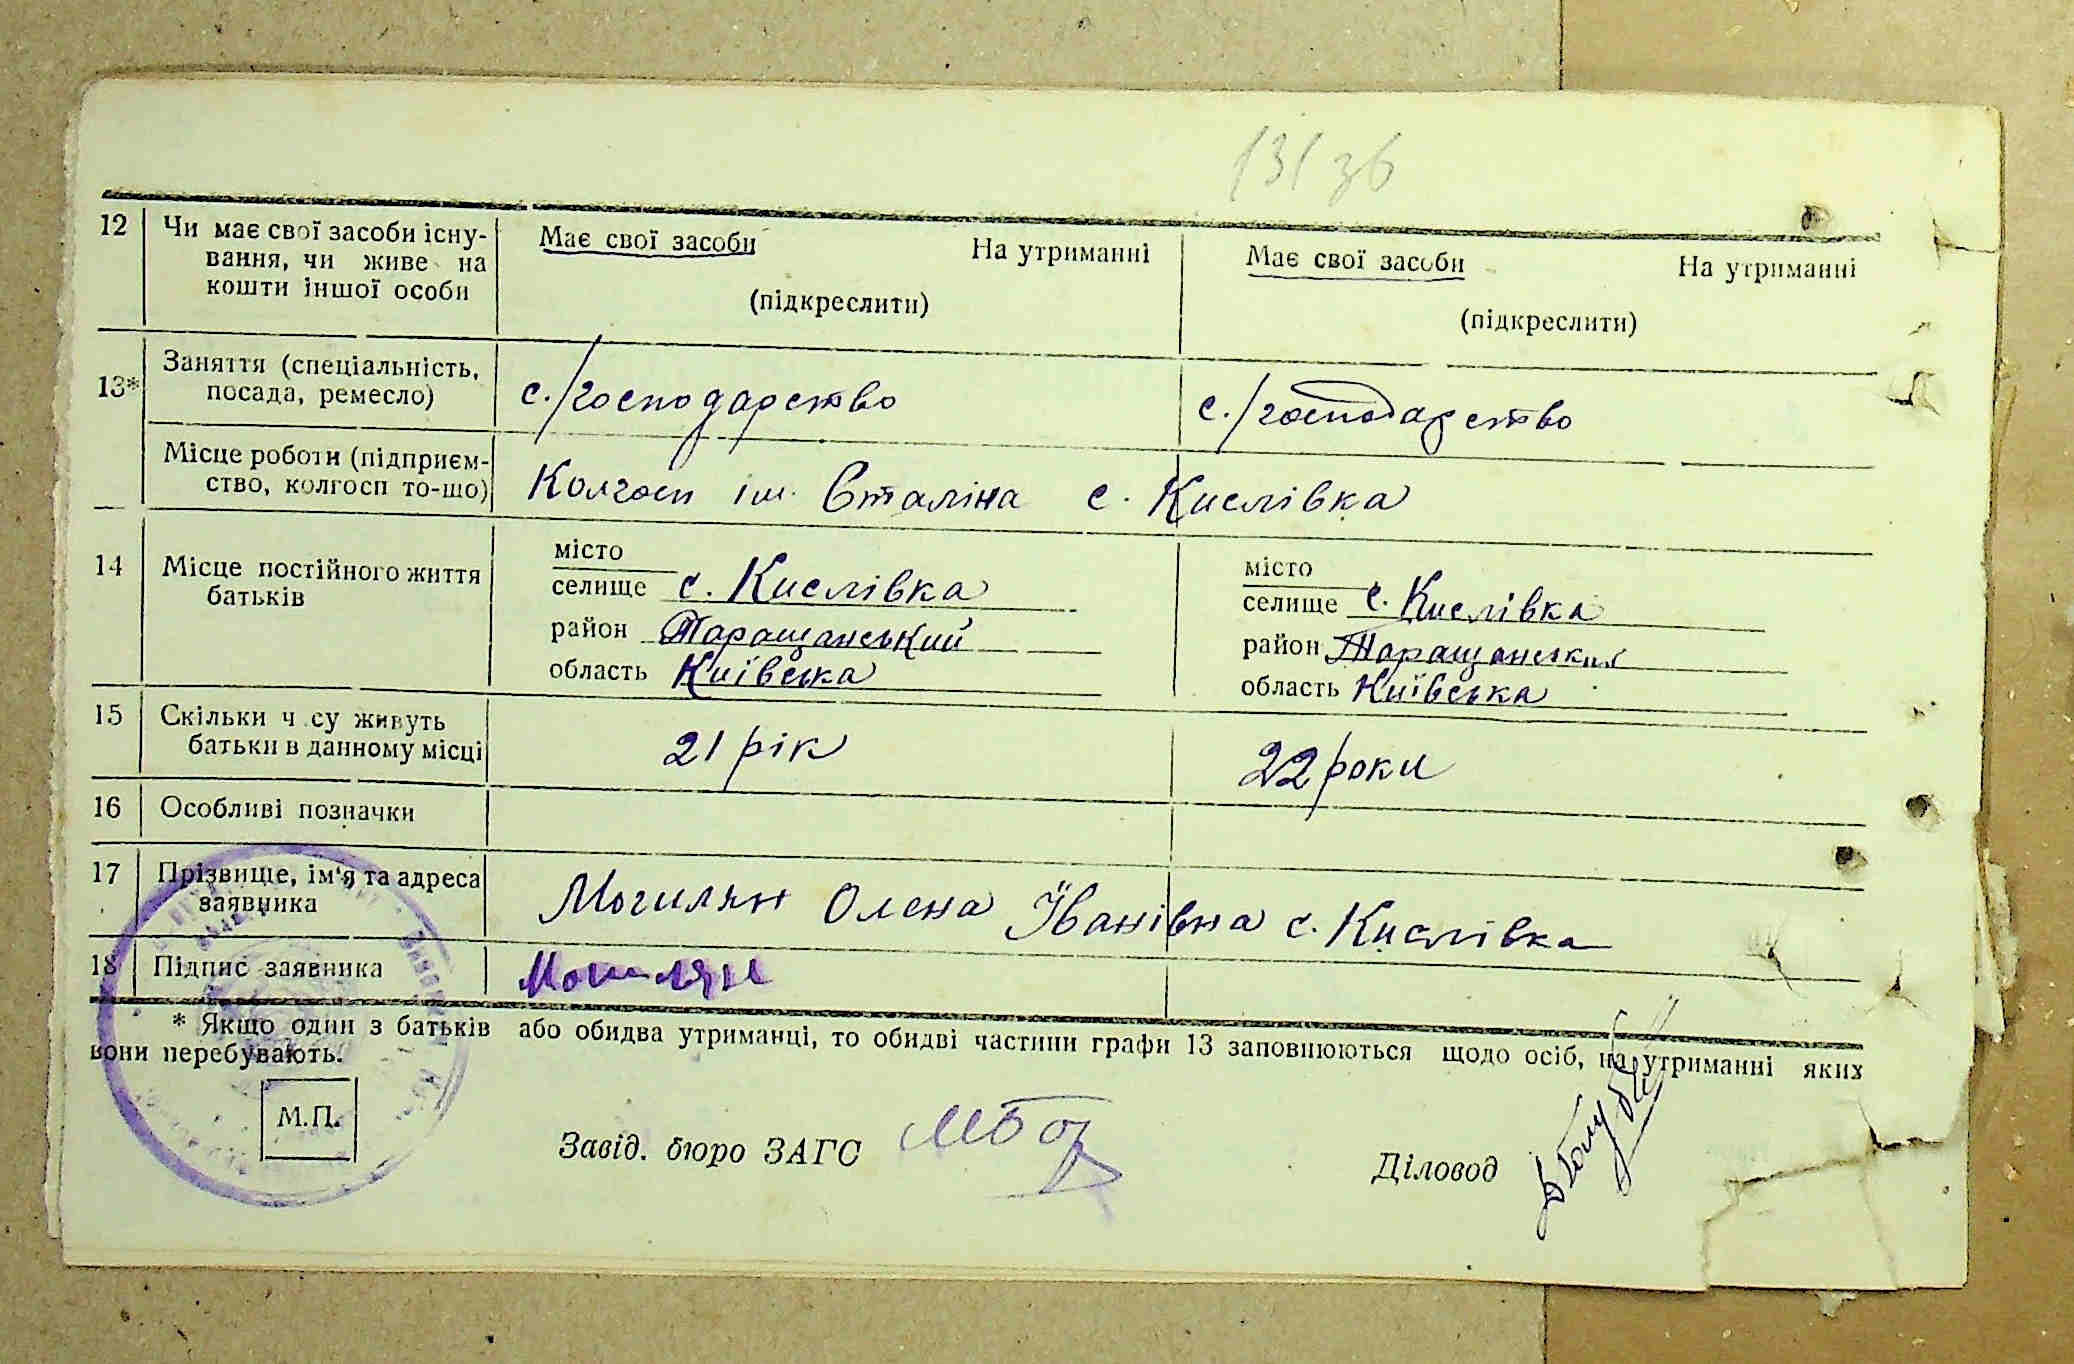 131 зв
12 Чи має свої засоби існу- Має свої засоби На утриманні Має свої засоби На утриманні
вання, чи живе на
кошти іншої особи (підкреслити) (підкреслити)
13* Заняття (спеціальність,
посада, ремесло) с./господарство с./господарство
Місце роботи (підприєм-
ство, колгосп то-що) Колгосп ім. Сталіна с. Кислівка
14 Місце постійного життя
батьків
місто місто
селище с. Кислівка селище с. Кислівка
район Таращанський район Таращанський
область Київська область Київська
15 Скільки ч су живуть
батьки в данному місці 21 рік 22 роки
16 Особливі позначки
17 Прізвище, ім'я та адреса
заявника Могилян Олена Їванівна с. Кислівка
18 Підпис заявника Могилян
* Якщо один з батьків або обидва утриманці, то обидві частини графи 13 заповнюються щодо осіб, на утриманні яких
вони перебувають.
М.П.
Завід. бюро ЗАГС
Діловод